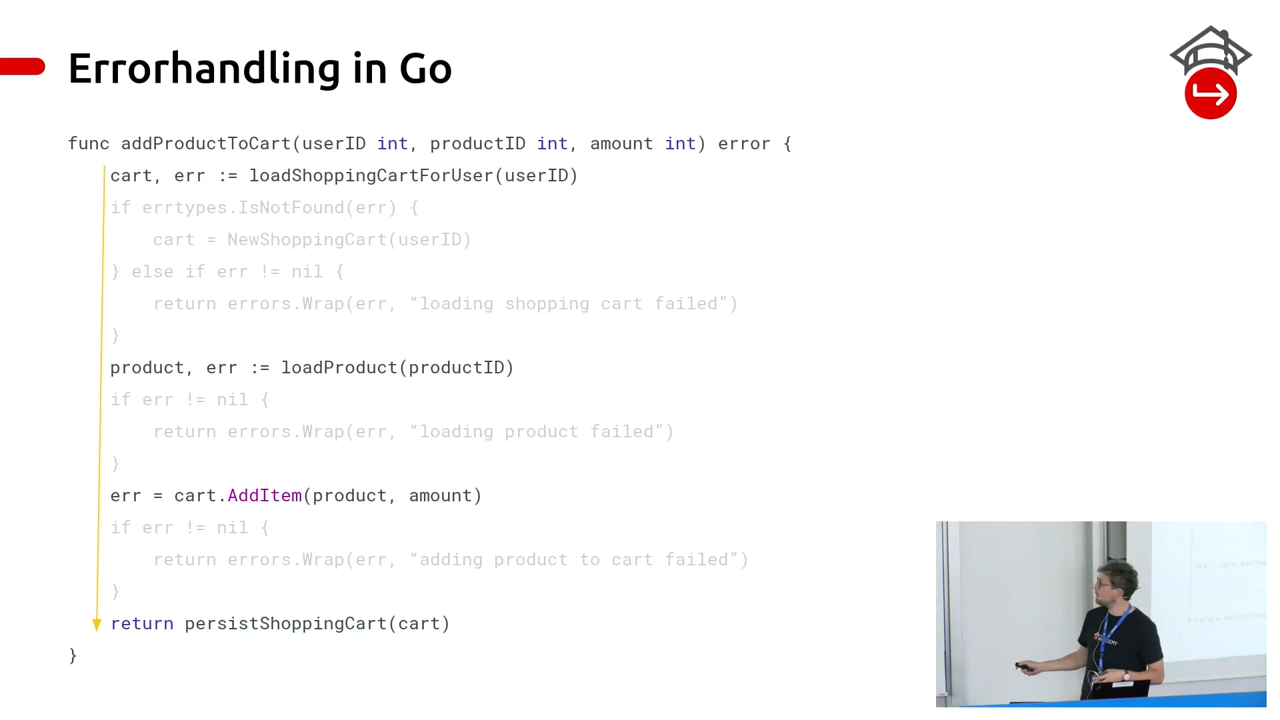 Errorhandling in Go
func addProductToCart(userID int, productID int, amount int) error {
cart, err := loadShoppingCartForUser(userID)
if errtypes.IsNotFound(err) {
cart = NewShoppingCart(userID)
} else if err != nil {
return errors.Wrap(err, “loading shopping cart failed”)
}
product, err := loadProduct(productID)
if err != nil {
return errors.Wrap(err, “loading product failed”)
}
err = cart.AddItem(product, amount)
if err != nil {
return errors.Wrap(err, “adding product to cart failed”)
}
return persistShoppingCart(cart)
}